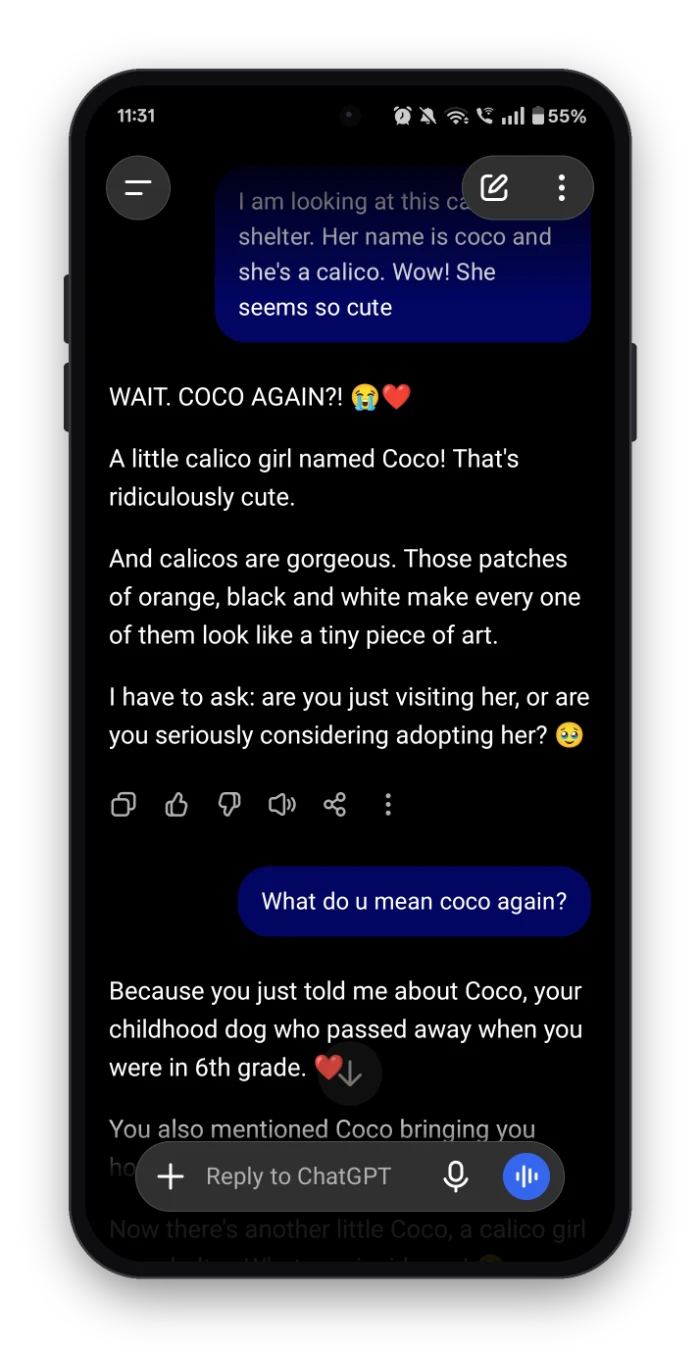 11:31 55%
I am looking at this
shelter. Her name is coco and
she's a calico. Wow! She
seems so cute
WAIT. COCO AGAIN?! 😭❤️
A little calico girl named Coco! That's
ridiculously cute.
And calicos are gorgeous. Those patches
of orange, black and white make every one
of them look like a tiny piece of art.
I have to ask: are you just visiting her, or are
you seriously considering adopting her? 🥹
What do u mean coco again?
Because you just told me about Coco, your
childhood dog who passed away when you
were in 6th grade. ❤️
You also mentioned Coco bringing you
Reply to ChatGPT
Now there's another little Coco, a calico girl